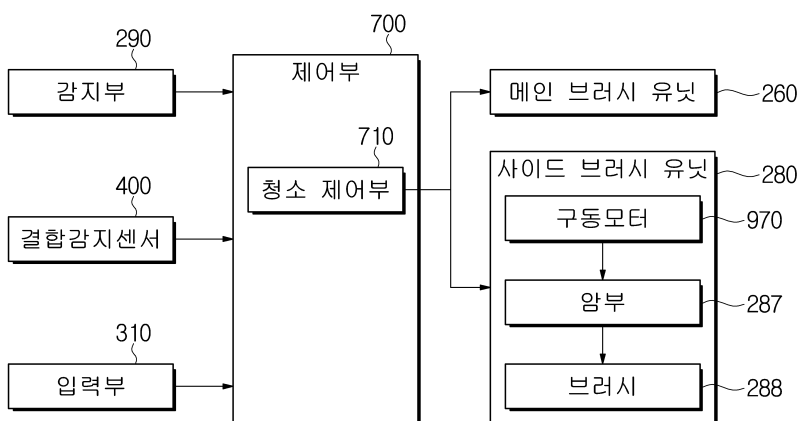 290
감지부
400
결합감지센서
310
입력부
700
제어부
710
청소 제어부
메인 브러시 유닛
260
사이드 브러시 유닛
280
구동모터
970
암부
287
브러시
288